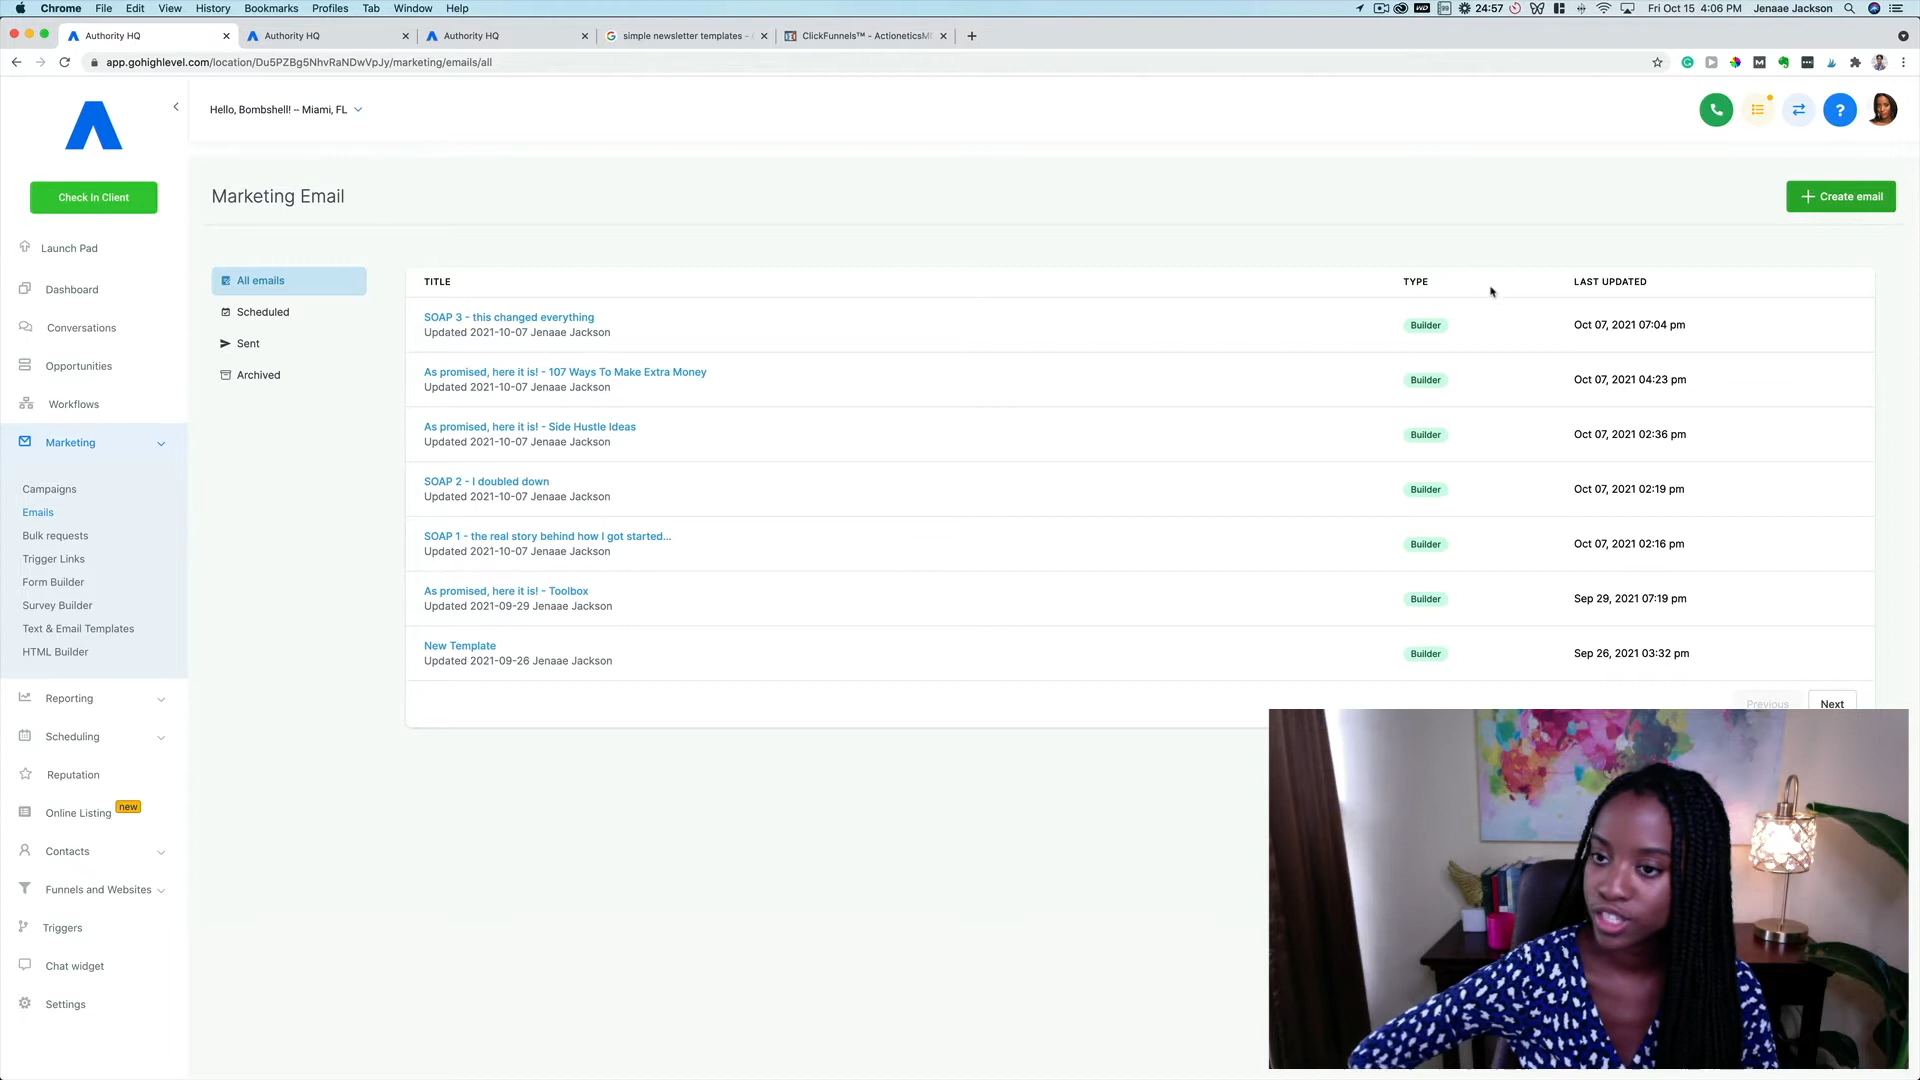 Chrome File Edit View History Bookmarks Profiles Tab Window Help
24:57 Fri Oct 15 4:06 PM Jenaae Jackson
Authority HQ
Authority HQ
Authority HQ
simple newsletter templates -
ClickFunnels™ - ActioneticsM
app.gohighlevel.com/location/Du5PZBg5NhvRaNDwVpJy/marketing/emails/all
Hello, Bombshell! -- Miami, FL
Check In Client
Launch Pad
Dashboard
Conversations
Opportunities
Workflows
Marketing
Campaigns
Emails
Bulk requests
Trigger Links
Form Builder
Survey Builder
Text & Email Templates
HTML Builder
Reporting
Scheduling
Reputation
Online Listing new
Contacts
Funnels and Websites
Triggers
Chat widget
Settings
Marketing Email
+ Create email
All emails
Scheduled
Sent
Archived
TITLE TYPE LAST UPDATED
SOAP 3 - this changed everything
Updated 2021-10-07 Jenaae Jackson
Builder Oct 07, 2021 07:04 pm
As promised, here it is! - 107 Ways To Make Extra Money
Updated 2021-10-07 Jenaae Jackson
Builder Oct 07, 2021 04:23 pm
As promised, here it is! - Side Hustle Ideas
Updated 2021-10-07 Jenaae Jackson
Builder Oct 07, 2021 02:36 pm
SOAP 2 - I doubled down
Updated 2021-10-07 Jenaae Jackson
Builder Oct 07, 2021 02:19 pm
SOAP 1 - the real story behind how I got started...
Updated 2021-10-07 Jenaae Jackson
Builder Oct 07, 2021 02:16 pm
As promised, here it is! - Toolbox
Updated 2021-09-29 Jenaae Jackson
Builder Sep 29, 2021 07:19 pm
New Template
Updated 2021-09-26 Jenaae Jackson
Builder Sep 26, 2021 03:32 pm
Previous Next